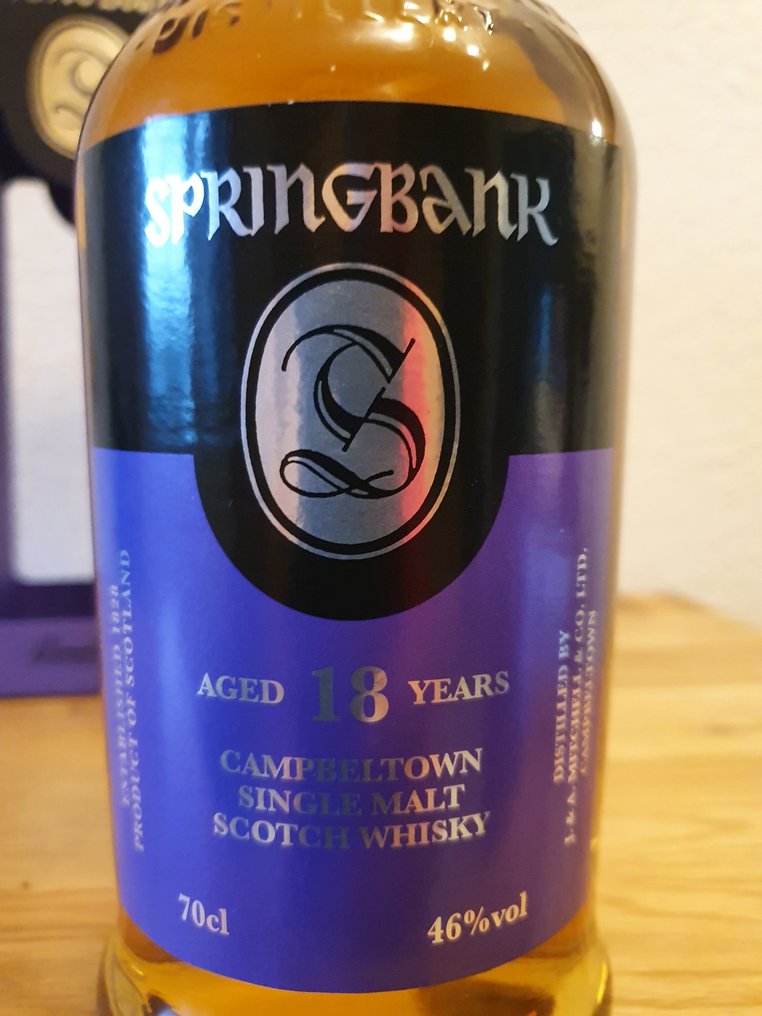 SPRINGBANK
S
AGED 18 YEARS
CAMPBELTOWN
SINGLE MALT
SCOTCH WHISKY
70cl
46%vol
ESTABLISHED 1828
PRODUCT OF SCOTLAND
DISTILLED BY
J. & A. MITCHELL & CO. LTD.
CAMPBELTOWN